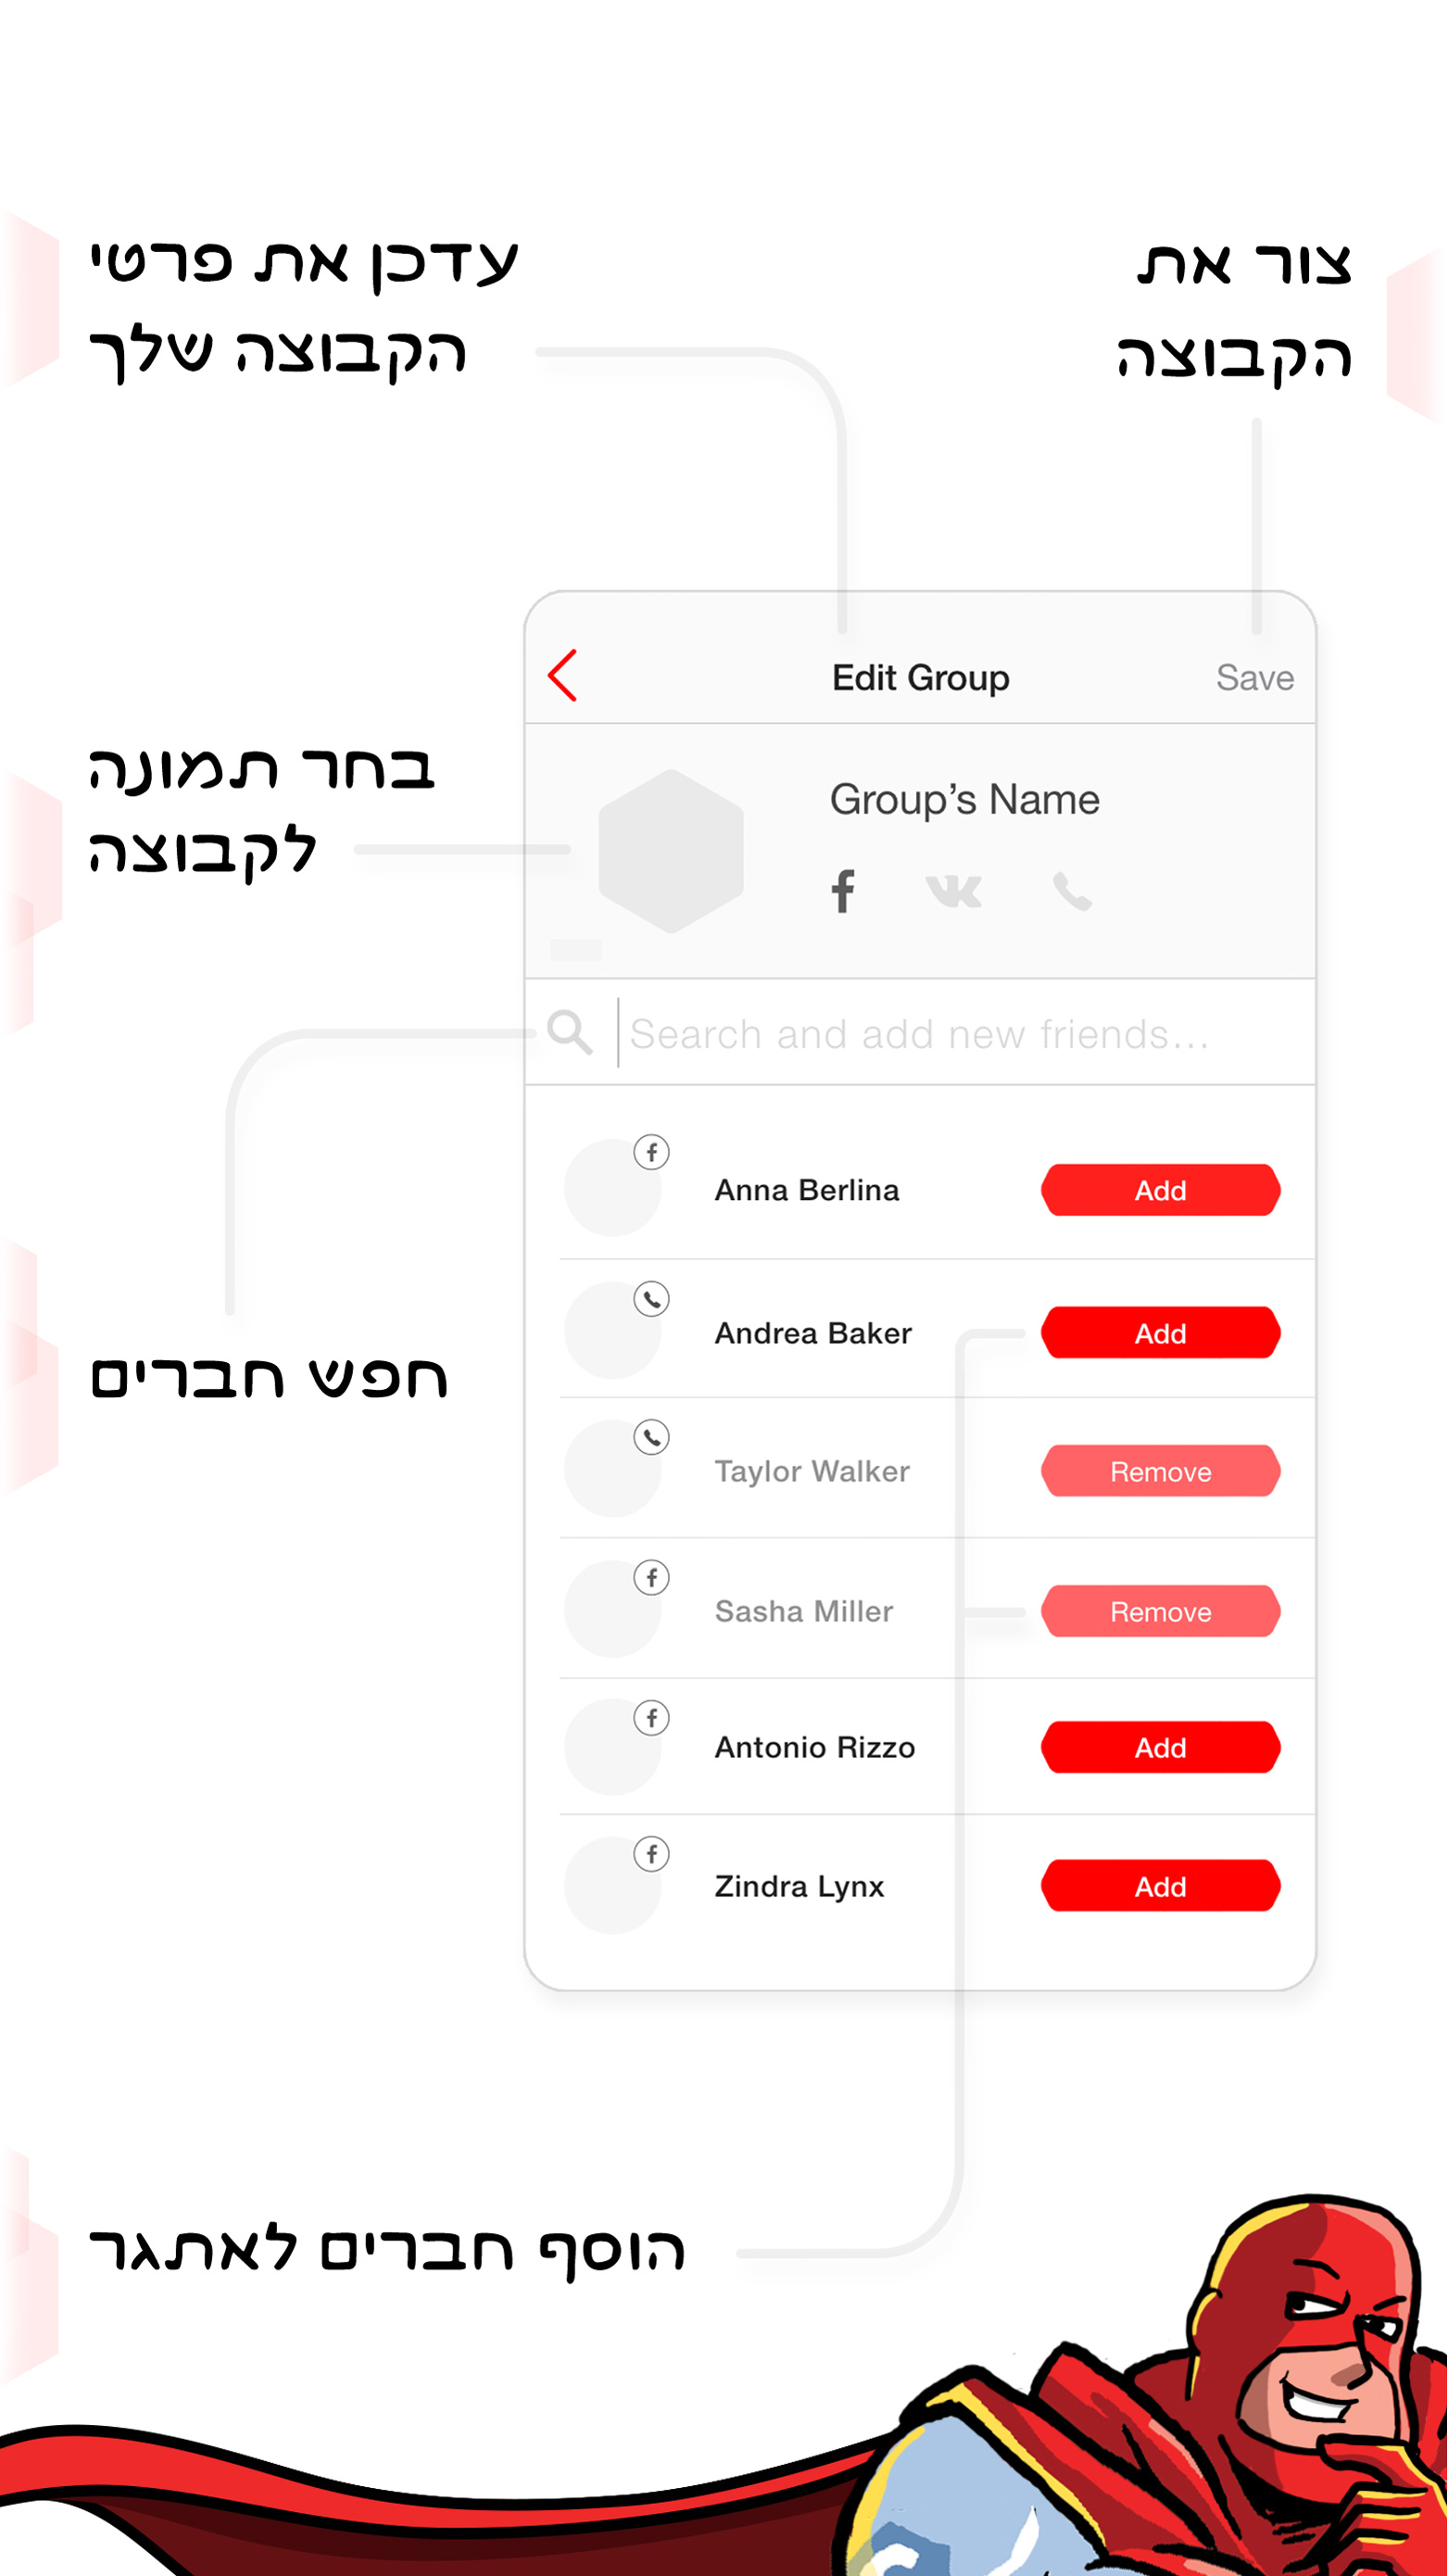 עדכן את פרטי
הקבוצה שלך
צור את
הקבוצה
Edit Group
Save
בחר תמונה
לקבוצה
Group’s Name
Search and add new friends...
Anna Berlina
Add
Andrea Baker
Add
חפש חברים
Taylor Walker
Remove
Sasha Miller
Remove
Antonio Rizzo
Add
Zindra Lynx
Add
הוסף חברים לאתגר